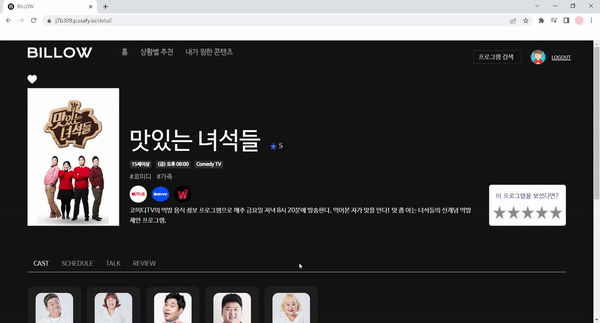 BILLOW
j7b309.p.ssafy.io/detail
BILLOW
홈 상황별 추천 내가 찜한 콘텐츠
프로그램 검색
LOGOUT
맛있는 녀석들
맛있는 녀석들
★ 5
15세이상 (금) 오후 08:00 Comedy TV
#코미디 #가족
NETFLIX
wavve
W
코미디TV의 먹방 음식 정보 프로그램으로 매주 금요일 저녁 8시 20분에 방송한다. 먹어본 자가 맛을 안다! 맛 좀 아는 녀석들의 신개념 먹방
제안 프로그램.
이 프로그램을 보셨다면?
CAST SCHEDULE TALK REVIEW